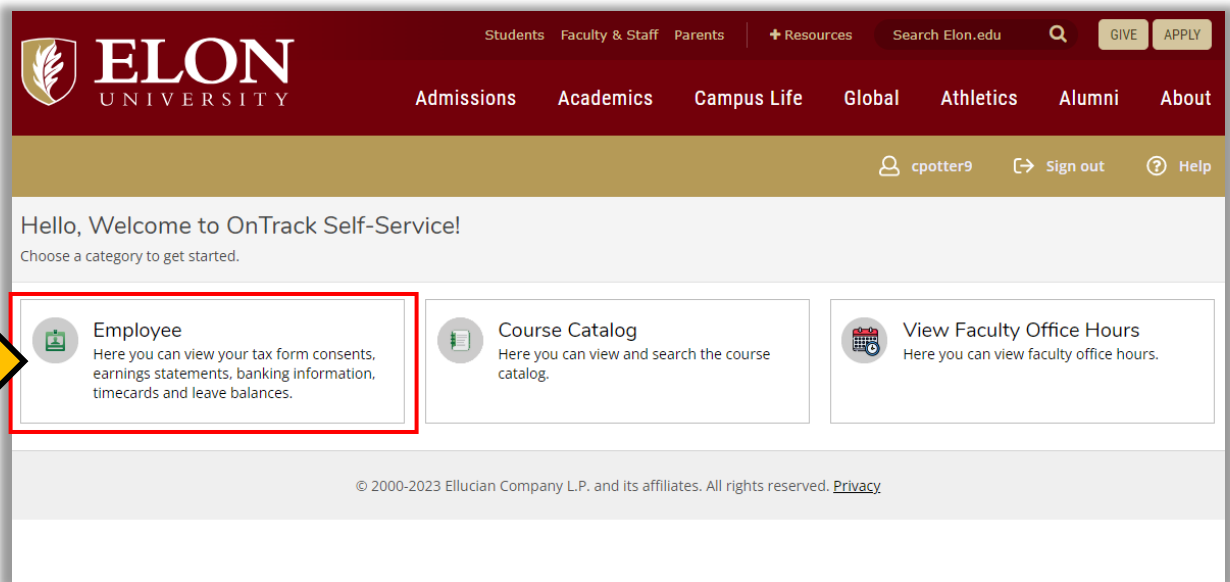 Students Faculty & Staff Parents + Resources Search Elon.edu GIVE APPLY
ELON
UNIVERSITY
Admissions Academics Campus Life Global Athletics Alumni About
cpotter9 Sign out ? Help
Hello, Welcome to OnTrack Self-Service!
Choose a category to get started.
Employee
Here you can view your tax form consents,
earnings statements, banking information,
timecards and leave balances.
Course Catalog
Here you can view and search the course
catalog.
View Faculty Office Hours
Here you can view faculty office hours.
© 2000-2023 Ellucian Company L.P. and its affiliates. All rights reserved. Privacy